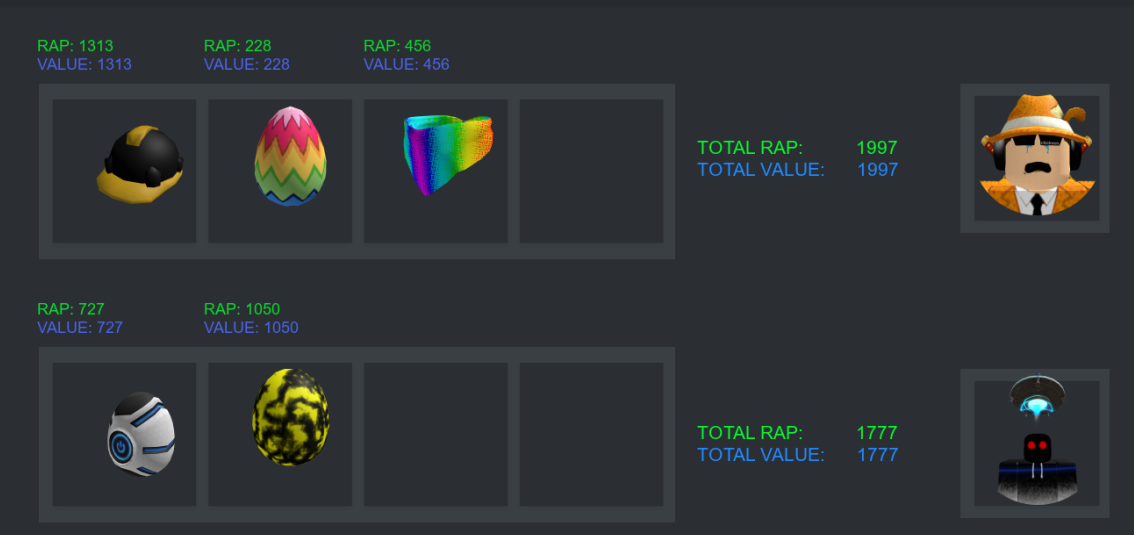 RAP: 1313 RAP: 228 RAP: 456
VALUE: 1313 VALUE: 228 VALUE: 456
TOTAL RAP: 1997
TOTAL VALUE: 1997
RAP: 727 RAP: 1050
VALUE: 727 VALUE: 1050
TOTAL RAP: 1777
TOTAL VALUE: 1777